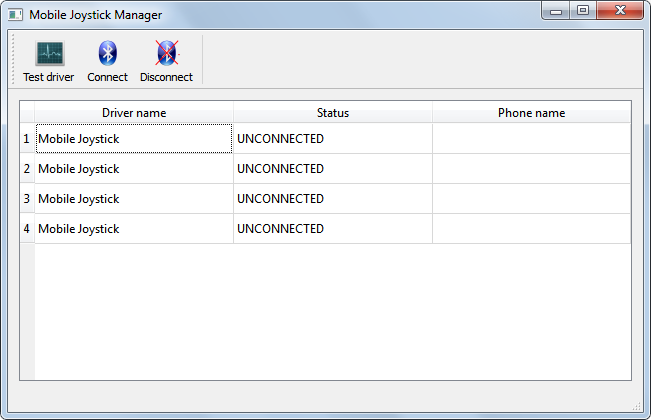 Mobile Joystick Manager
Test driver Connect Disconnect
Driver name Status Phone name
1 Mobile Joystick UNCONNECTED
2 Mobile Joystick UNCONNECTED
3 Mobile Joystick UNCONNECTED
4 Mobile Joystick UNCONNECTED